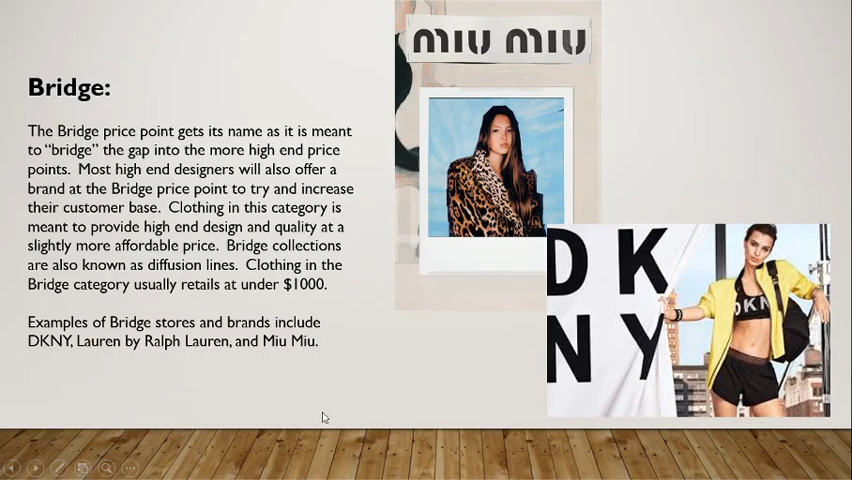 MIU MIU
Bridge:
The Bridge price point gets its name as it is meant
to “bridge” the gap into the more high end price
points.  Most high end designers will also offer a
brand at the Bridge price point to try and increase
their customer base.  Clothing in this category is
meant to provide high end design and quality at a
slightly more affordable price.  Bridge collections
are also known as diffusion lines.  Clothing in the
Bridge category usually retails at under $1000.
Examples of Bridge stores and brands include
DKNY, Lauren by Ralph Lauren, and Miu Miu.
DK
NY
DKN